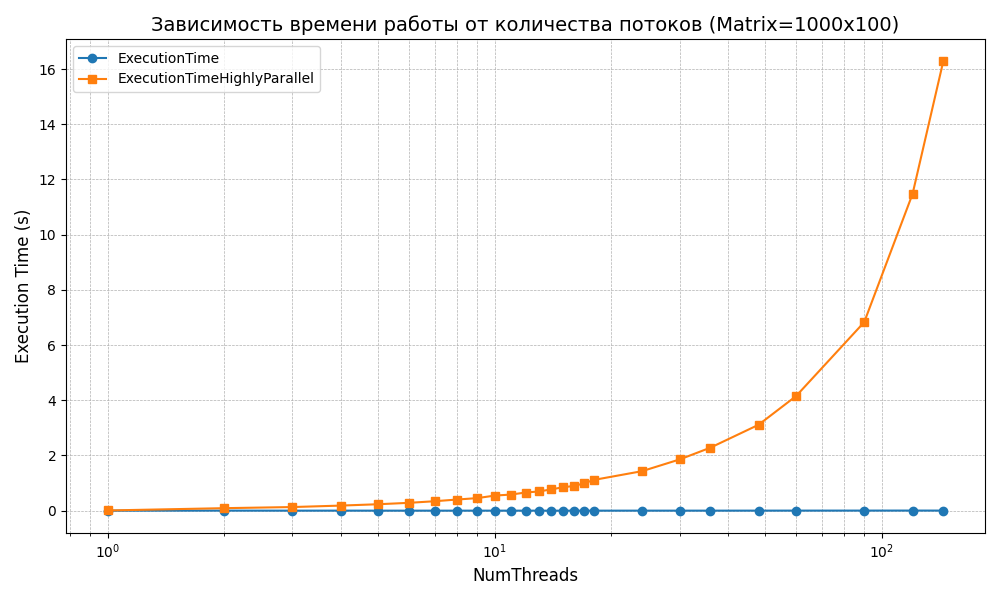 Зависимость времени работы от количества потоков (Matrix=1000x100)
ExecutionTime
ExecutionTimeHighlyParallel
Execution Time (s)
16
14
12
10
8
6
4
2
0
10⁰
10¹
10²
NumThreads